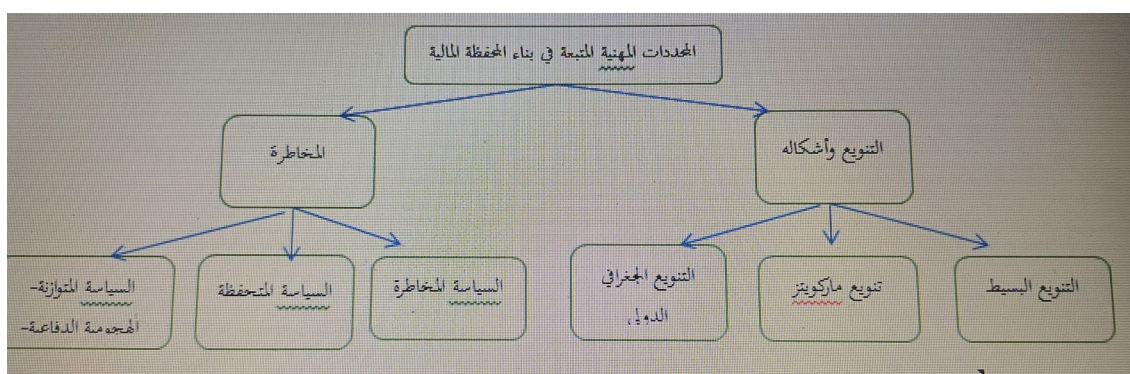 المحددات المهنية المتبعة في بناء المحفظة المالية
التنويع وأشكاله
المخاطرة
التنويع البسيط
تنويع ماركويتز
التنويع الجغرافي
الدولي
السياسة المخاطرة
السياسة المتحفظة
السياسة المتوازنة-
الهجومية الدفاعية-